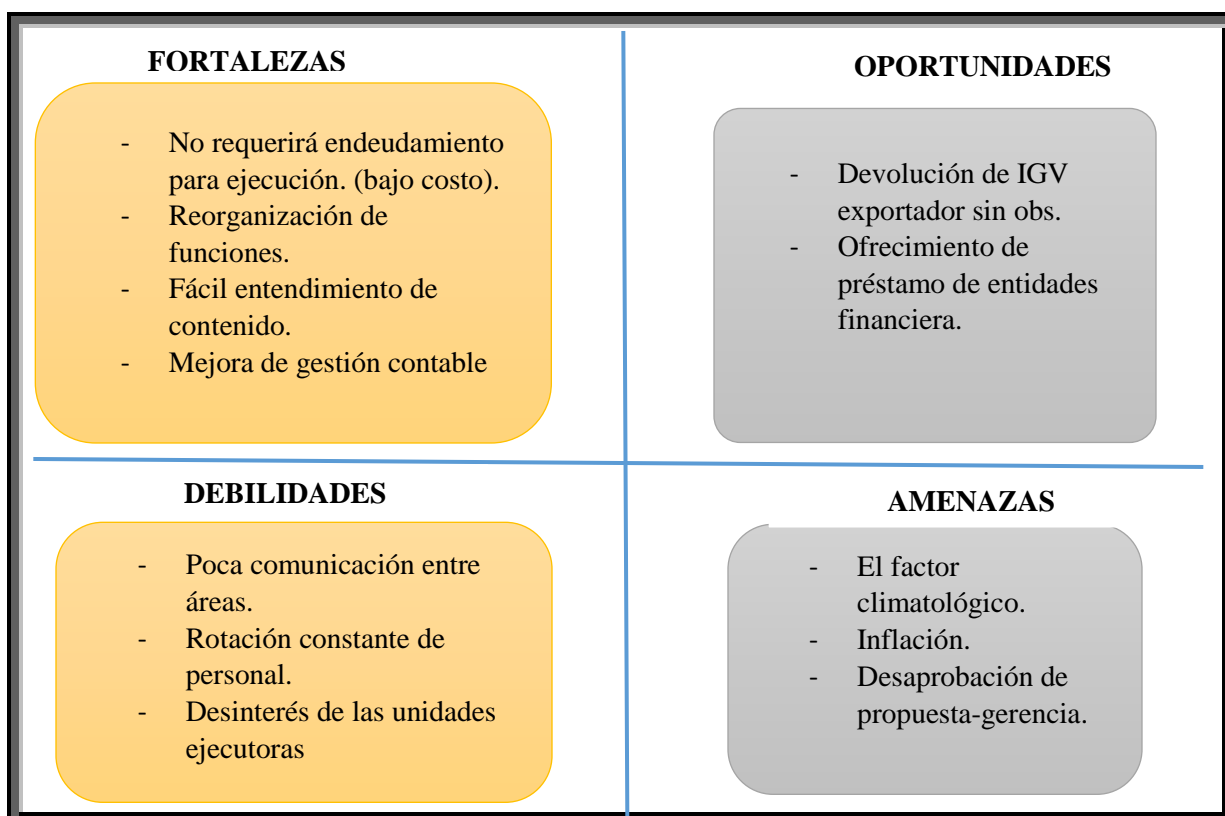 FORTALEZAS
- No requerirá endeudamiento
para ejecución. (bajo costo).
- Reorganización de
funciones.
- Fácil entendimiento de
contenido.
- Mejora de gestión contable
OPORTUNIDADES
- Devolución de IGV
exportador sin obs.
- Ofrecimiento de
préstamo de entidades
financiera.
DEBILIDADES
- Poca comunicación entre
áreas.
- Rotación constante de
personal.
- Desinterés de las unidades
ejecutoras
AMENAZAS
- El factor
climatológico.
- Inflación.
- Desaprobación de
propuesta-gerencia.